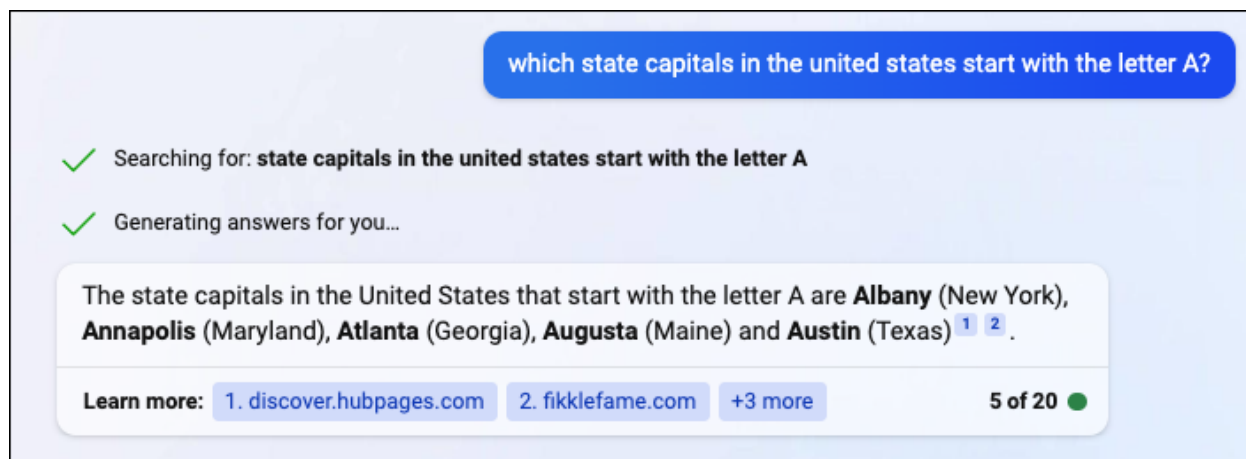 which state capitals in the united states start with the letter A?
Searching for: state capitals in the united states start with the letter A
Generating answers for you…
The state capitals in the United States that start with the letter A are Albany (New York),
Annapolis (Maryland), Atlanta (Georgia), Augusta (Maine) and Austin (Texas) 1 2 .
Learn more: 1. discover.hubpages.com 2. fikklefame.com +3 more 5 of 20